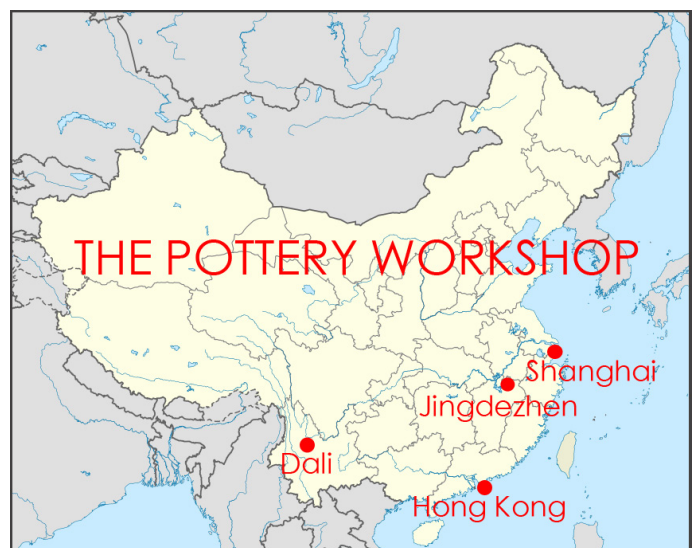 THE POTTERY WORKSHOP
Shanghai
Jingdezhen
Dali
Hong Kong